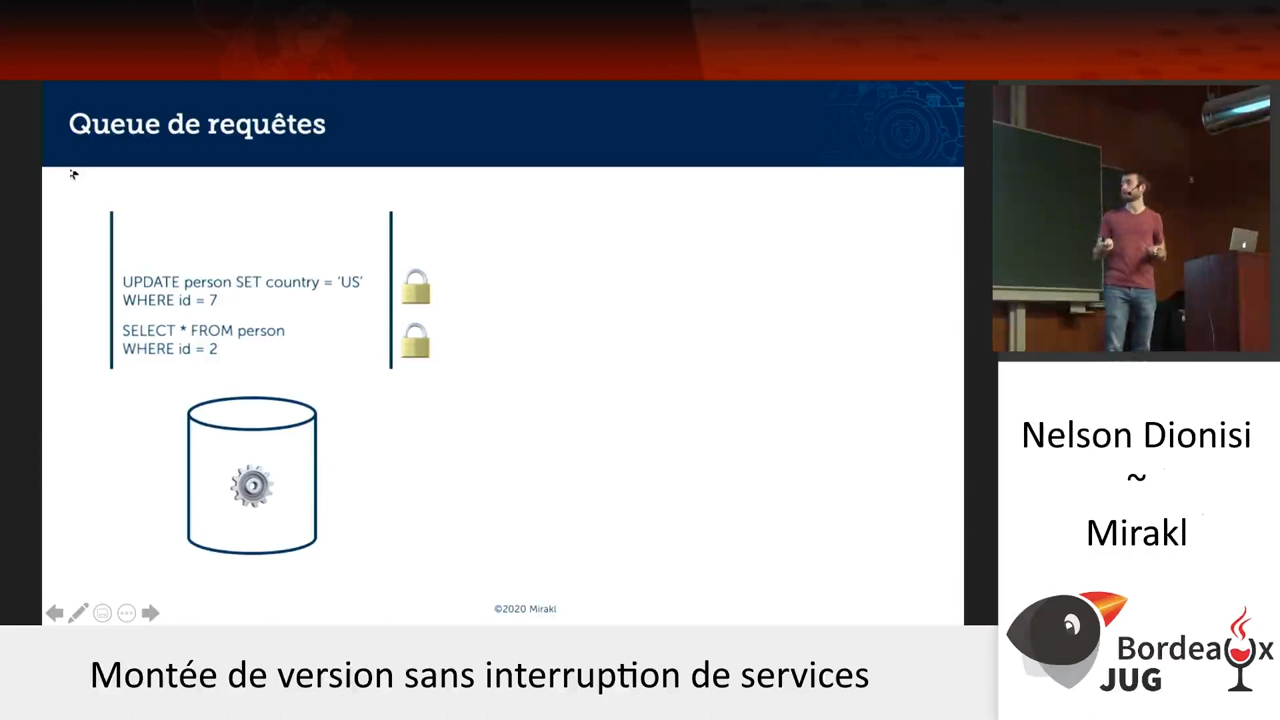 Queue de requêtes
UPDATE person SET country = ‘US’
WHERE id = 7
SELECT * FROM person
WHERE id = 2
©2020 Mirakl
Nelson Dionisi
~
Mirakl
Bordeaux
JUG
Montée de version sans interruption de services